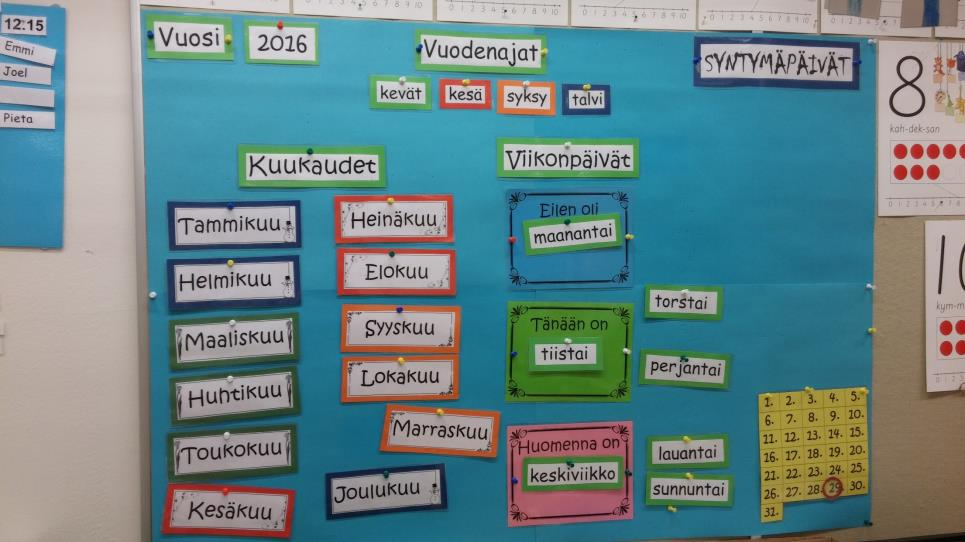 12.15
Emmi
Joel
Pieta
Vuosi
2016
Vuodenajat
SYNTYMÄPÄIVÄT
kevät
kesä
syksy
talvi
Kuukaudet
Tammikuu
Helmikuu
Maaliskuu
Huhtikuu
Toukokuu
Kesäkuu
Heinäkuu
Elokuu
Syyskuu
Lokakuu
Marraskuu
Joulukuu
Viikonpäivät
Eilen oli
maanantai
Tänään on
tiistai
Huomenna on
keskiviikko
torstai
perjantai
lauantai
sunnuntai
1. 2. 3. 4. 5.
6. 7. 8. 9. 10.
11. 12. 13. 14. 15.
16. 17. 18. 19. 20.
21. 22. 23. 24. 25.
26. 27. 28. 29. 30.
31.
8
kah-dek-san